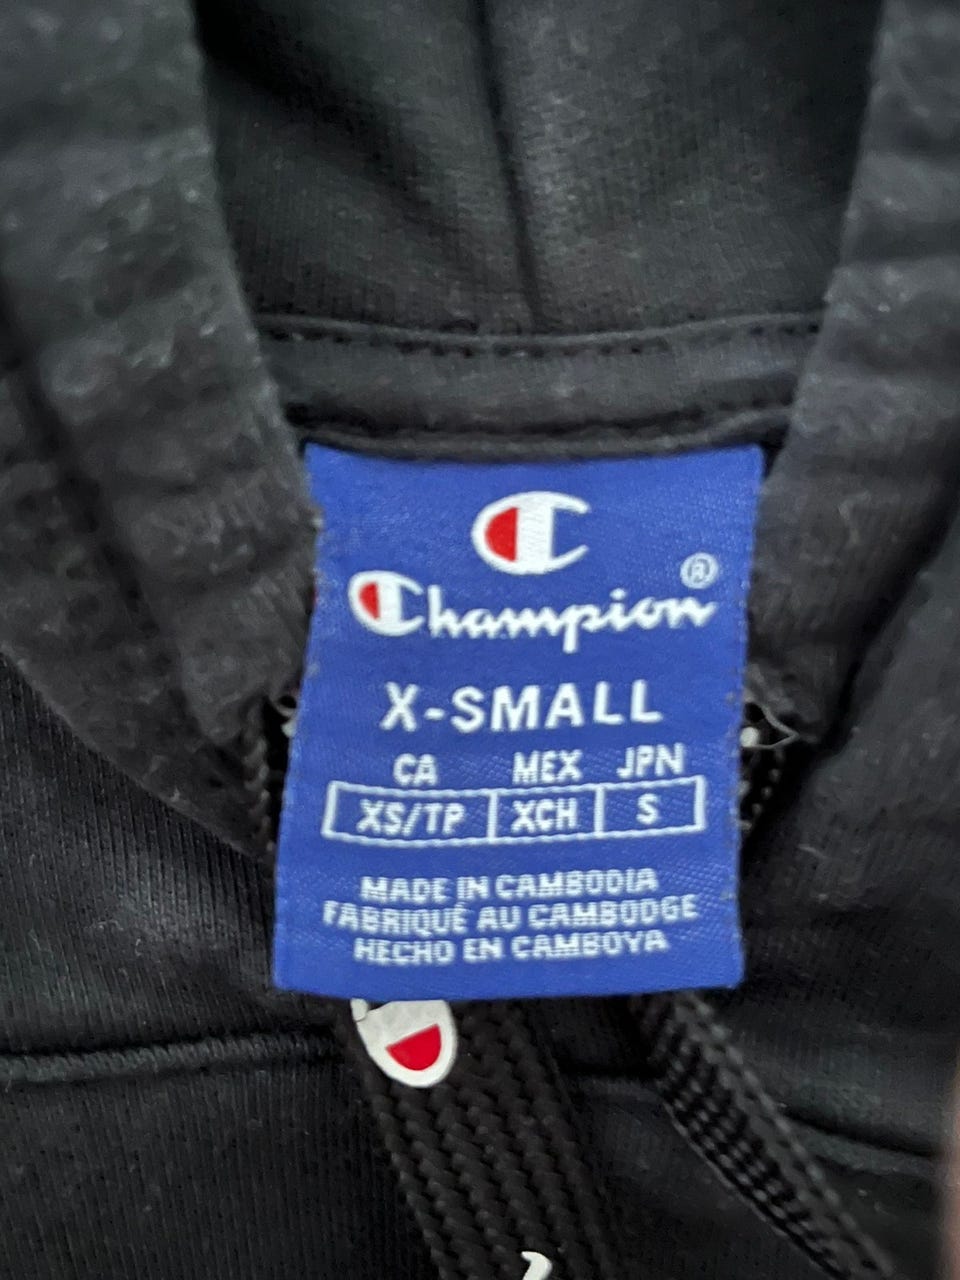 Champion®
X-SMALL
CA MEX JPN
XS/TP XCH S
MADE IN CAMBODIA
FABRIQUÉ AU CAMBODGE
HECHO EN CAMBOYA